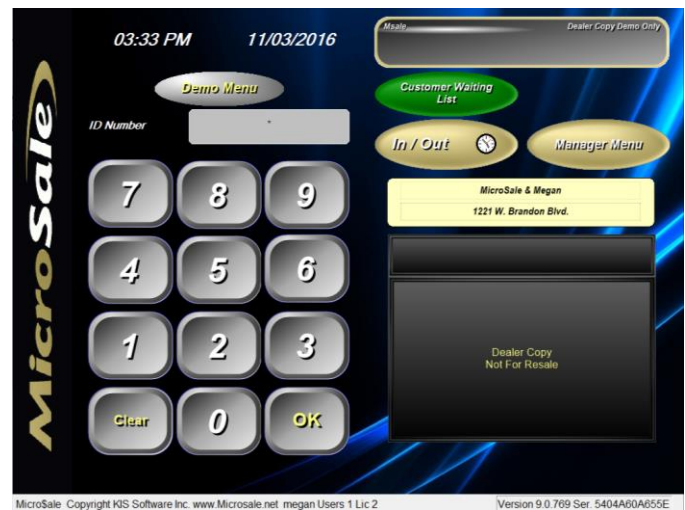 03:33 PM 11/03/2016
Msale Dealer Copy Demo Only
Demo Menu
Customer Waiting
List
ID Number *
In / Out Manager Menu
MicroSale
7 8 9
MicroSale & Megan
1221 W. Brandon Blvd.
4 5 6
1 2 3
Dealer Copy
Not For Resale
Clear 0 OK
Micro$ale Copyright KIS Software Inc. www.Microsale.net megan Users 1 Lic 2 Version 9.0.769 Ser. 5404A60A655E